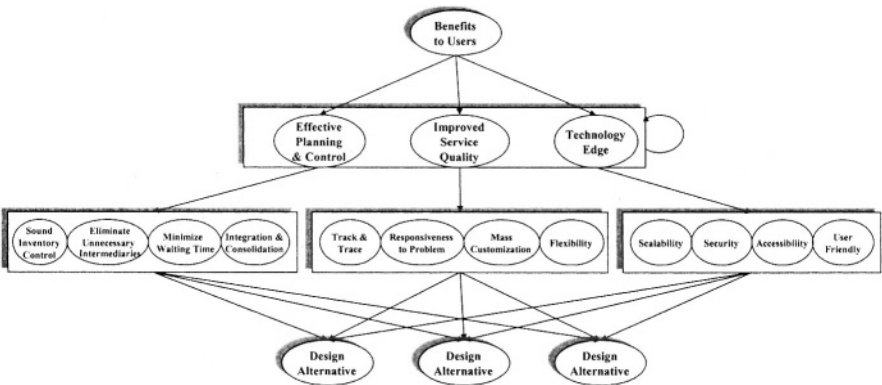 Benefits
to Users
Effective
Planning
& Control
Improved
Service
Quality
Technology
Edge
Sound
Inventory
Control
Eliminate
Unnecessary
Intermediaries
Minimize
Waiting Time
Integration &
Consolidation
Track &
Trace
Responsiveness
to Problem
Mass
Customization
Flexibility
Scalability
Security
Accessibility
User
Friendly
Design
Alternative
Design
Alternative
Design
Alternative